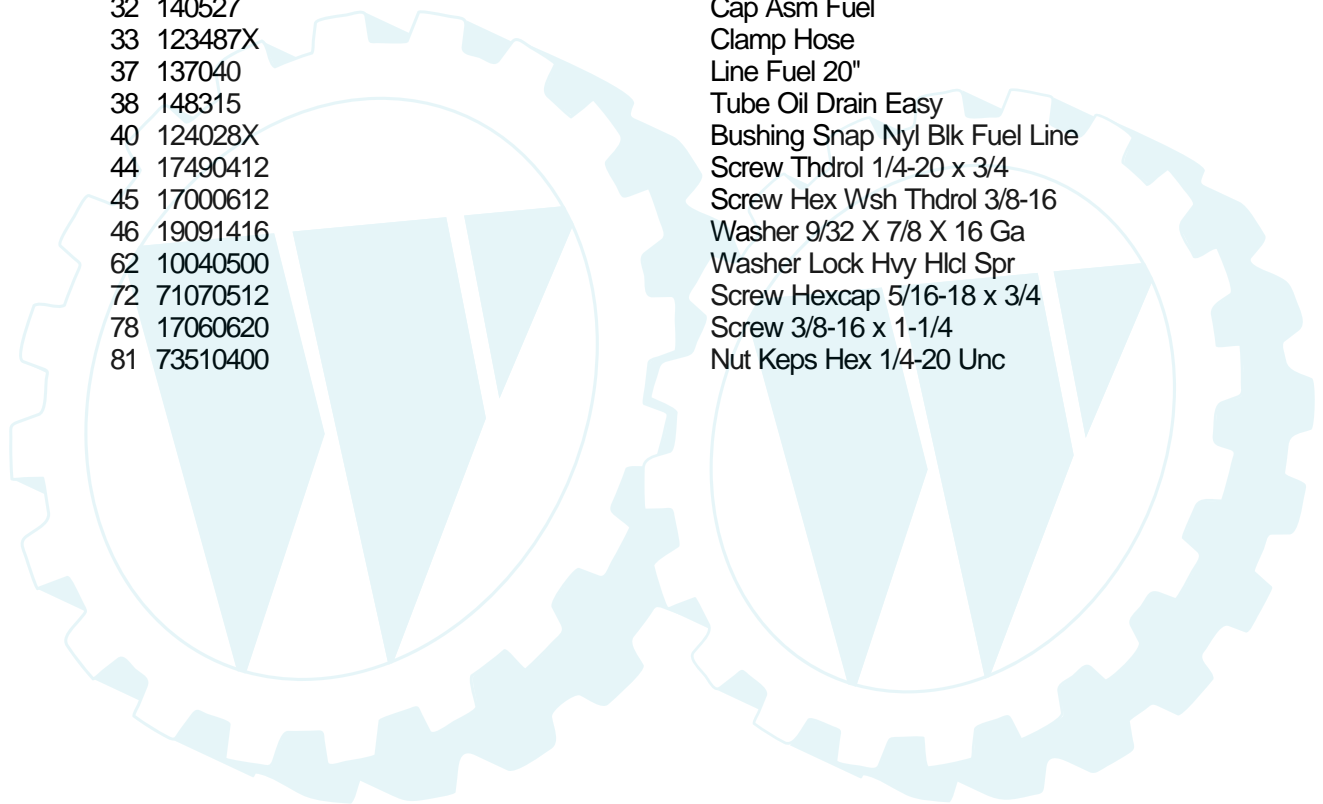 32 140527 Cap Asm Fuel
33 123487X Clamp Hose
37 137040 Line Fuel 20"
38 148315 Tube Oil Drain Easy
40 124028X Bushing Snap Nyl Blk Fuel Line
44 17490412 Screw Thdrol 1/4-20 x 3/4
45 17000612 Screw Hex Wsh Thdrol 3/8-16
46 19091416 Washer 9/32 X 7/8 X 16 Ga
62 10040500 Washer Lock Hvy Hlcl Spr
72 71070512 Screw Hexcap 5/16-18 x 3/4
78 17060620 Screw 3/8-16 x 1-1/4
81 73510400 Nut Keps Hex 1/4-20 Unc